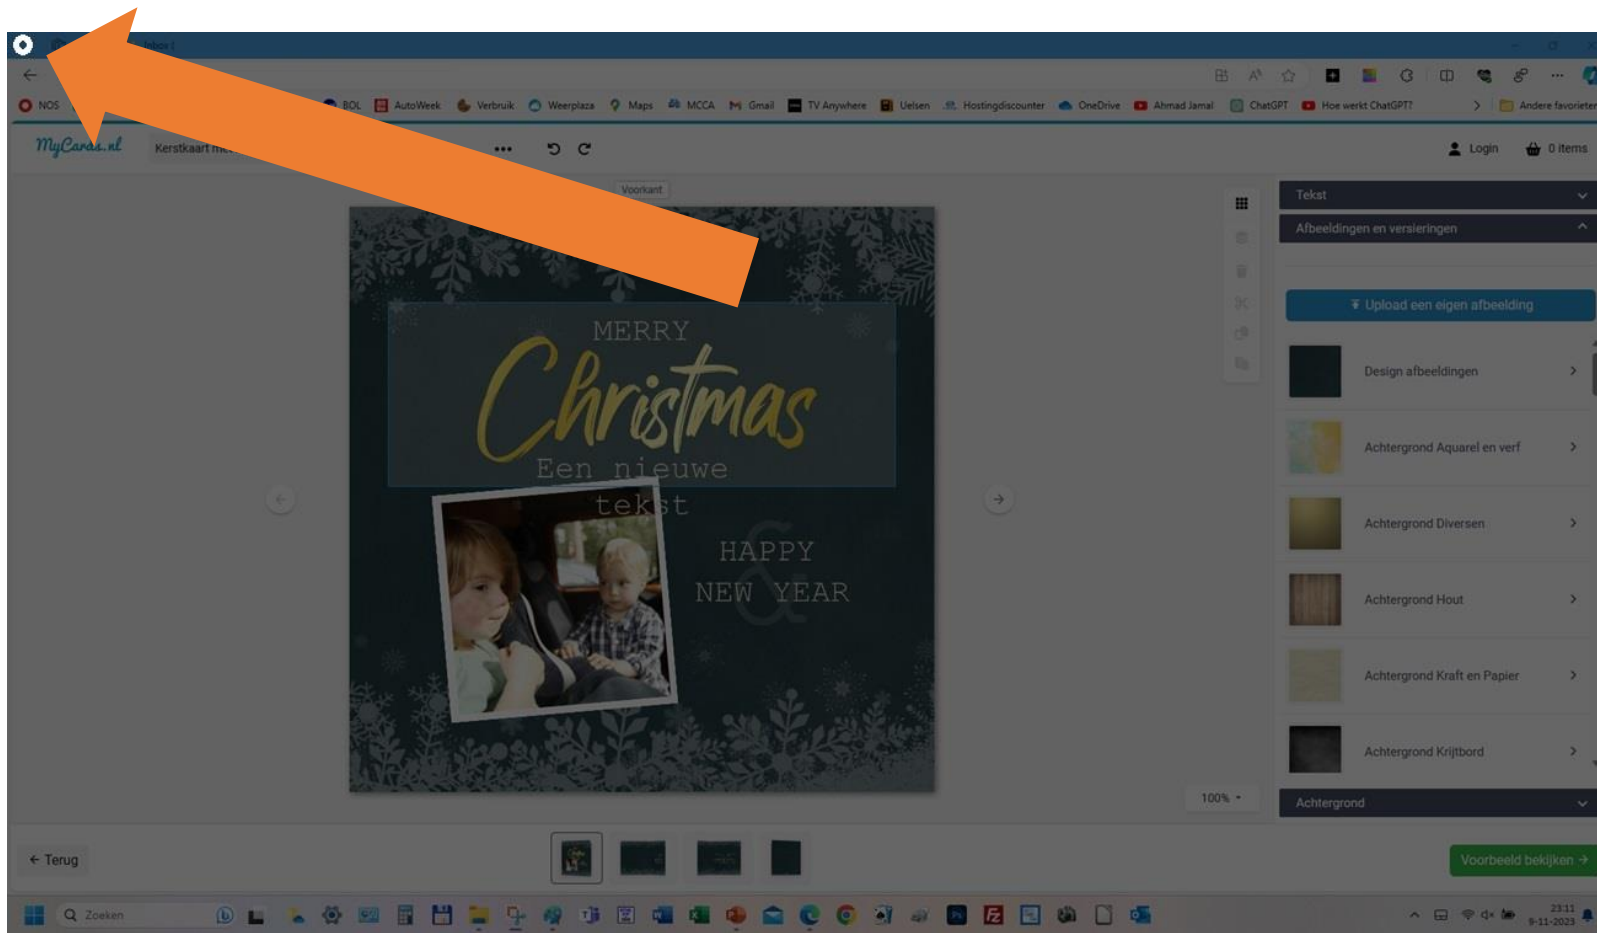 Inbox
NOS BOL AutoWeek Verbruik Weerplaza Maps MCCA Gmail TV Anywhere Uelsen Hostingdiscounter OneDrive Ahmad Jamal ChatGPT Hoe werkt ChatGPT? Andere favorieten
MyCards.nl Kerstkaart met Login 0 items
Voorkant
Tekst
Afbeeldingen en versieringen
Upload een eigen afbeelding
MERRY
Christmas
Een nieuwe
tekst
&
HAPPY
NEW YEAR
Design afbeeldingen
Achtergrond Aquarel en verf
Achtergrond Diversen
Achtergrond Hout
Achtergrond Kraft en Papier
Achtergrond Krijtbord
100%
Achtergrond
Terug
Voorbeeld bekijken
Zoeken
23:11
9-11-2023